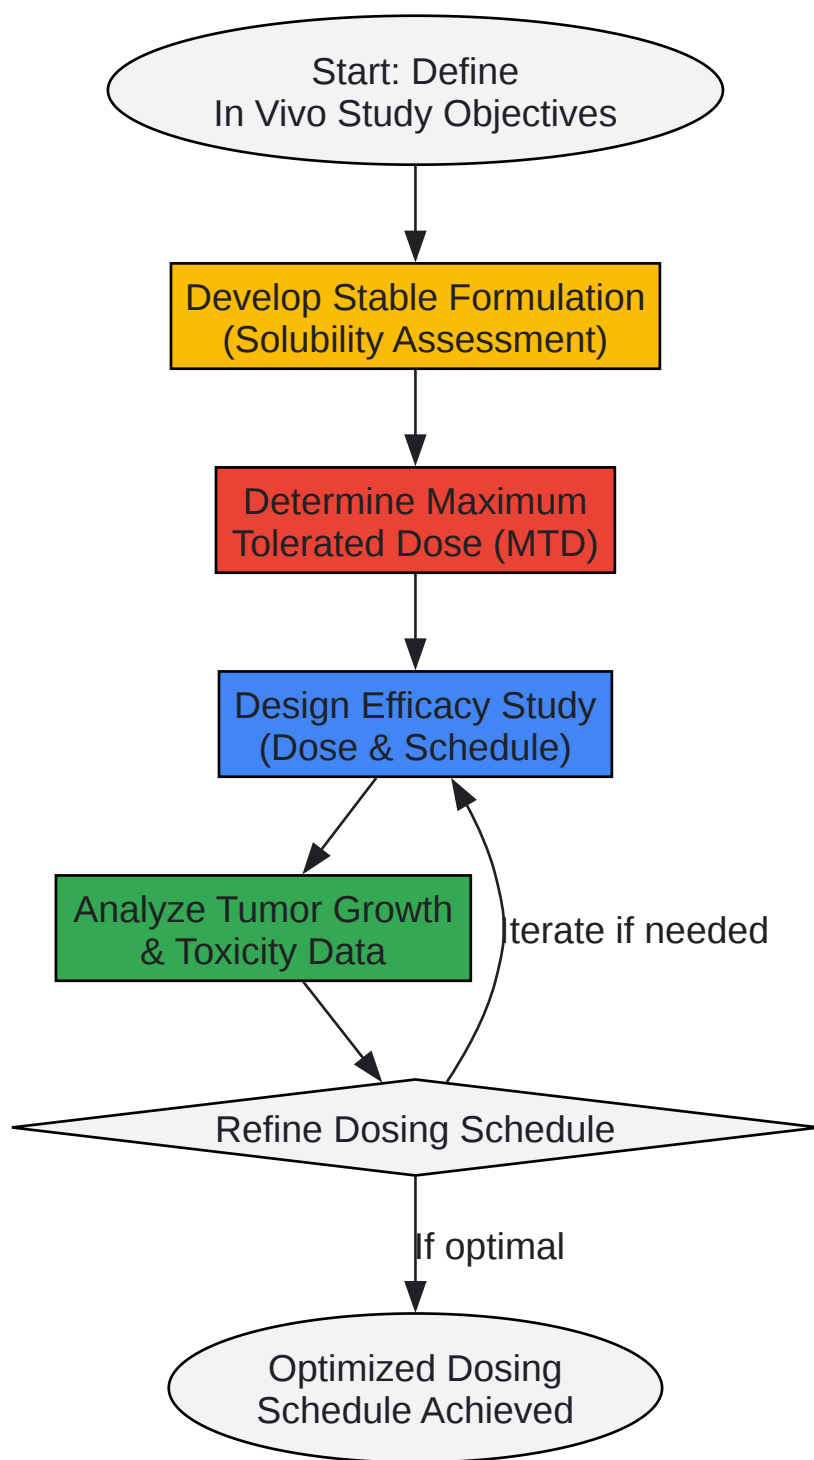 Start: Define
In Vivo Study Objectives
Develop Stable Formulation
(Solubility Assessment)
Determine Maximum
Tolerated Dose (MTD)
Design Efficacy Study
(Dose & Schedule)
Analyze Tumor Growth
& Toxicity Data
Iterate if needed
Refine Dosing Schedule
If optimal
Optimized Dosing
Schedule Achieved